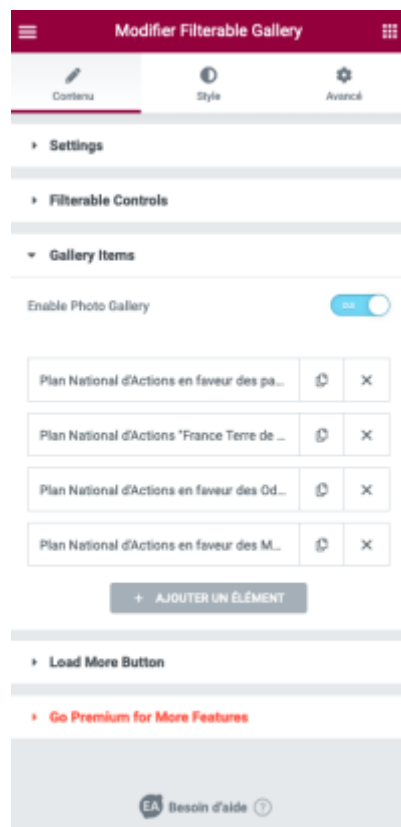 Modifier Filterable Gallery
Contenu Style Avancé
Settings
Filterable Controls
Gallery Items
Enable Photo Gallery OUI
Plan National d'Actions en faveur des pa...
Plan National d'Actions "France Terre de ...
Plan National d'Actions en faveur des Od...
Plan National d'Actions en faveur des M...
+ AJOUTER UN ÉLÉMENT
Load More Button
Go Premium for More Features
EA Besoin d'aide ?